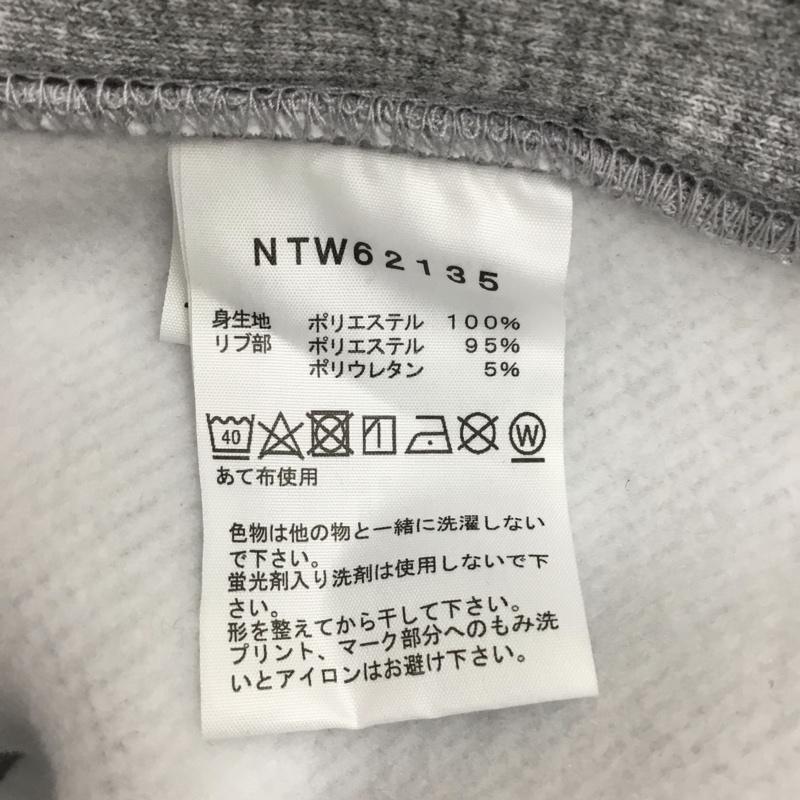 NTW62135
身生地 ポリエステル 100%
リブ部 ポリエステル 95%
ポリウレタン 5%
40 W
あて布使用
色物は他の物と一緒に洗濯しない
で下さい。
蛍光剤入り洗剤は使用しないで下
さい。
形を整えてから干して下さい。
プリント、マーク部分へのもみ洗
いとアイロンはお避け下さい。